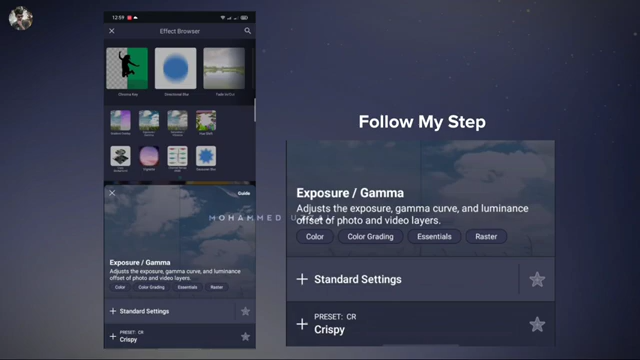 12:59
Effect Browser
Chroma Key
Directional Blur
Follow My Step
Guide
MOHAMMED U
Exposure / Gamma
Adjusts the exposure, gamma curve, and luminance
offset of photo and video layers.
Color
Color Grading
Essentials
Raster
Standard Settings
PRESET: CR
Crispy
Exposure / Gamma
Adjusts the exposure, gamma curve, and luminance
offset of photo and video layers.
Color
Color Grading
Essentials
Raster
Standard Settings
PRESET: CR
Crispy